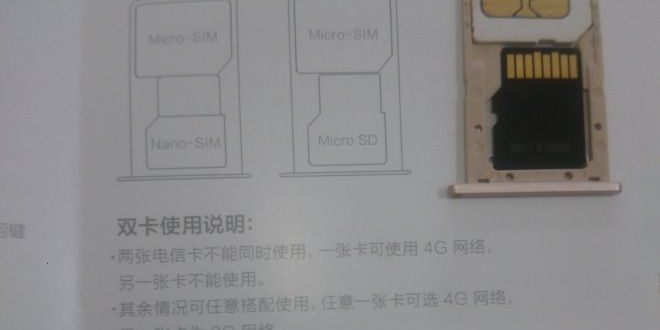 Micro-SIM
Micro-SIM
Nano-SIM
Micro SD
回键
双卡使用说明：
·两张电信卡不能同时使用，一张卡可使用 4G 网络，
另一张卡不能使用。
·其余情况可任意搭配使用，任意一张卡可选 4G 网络，